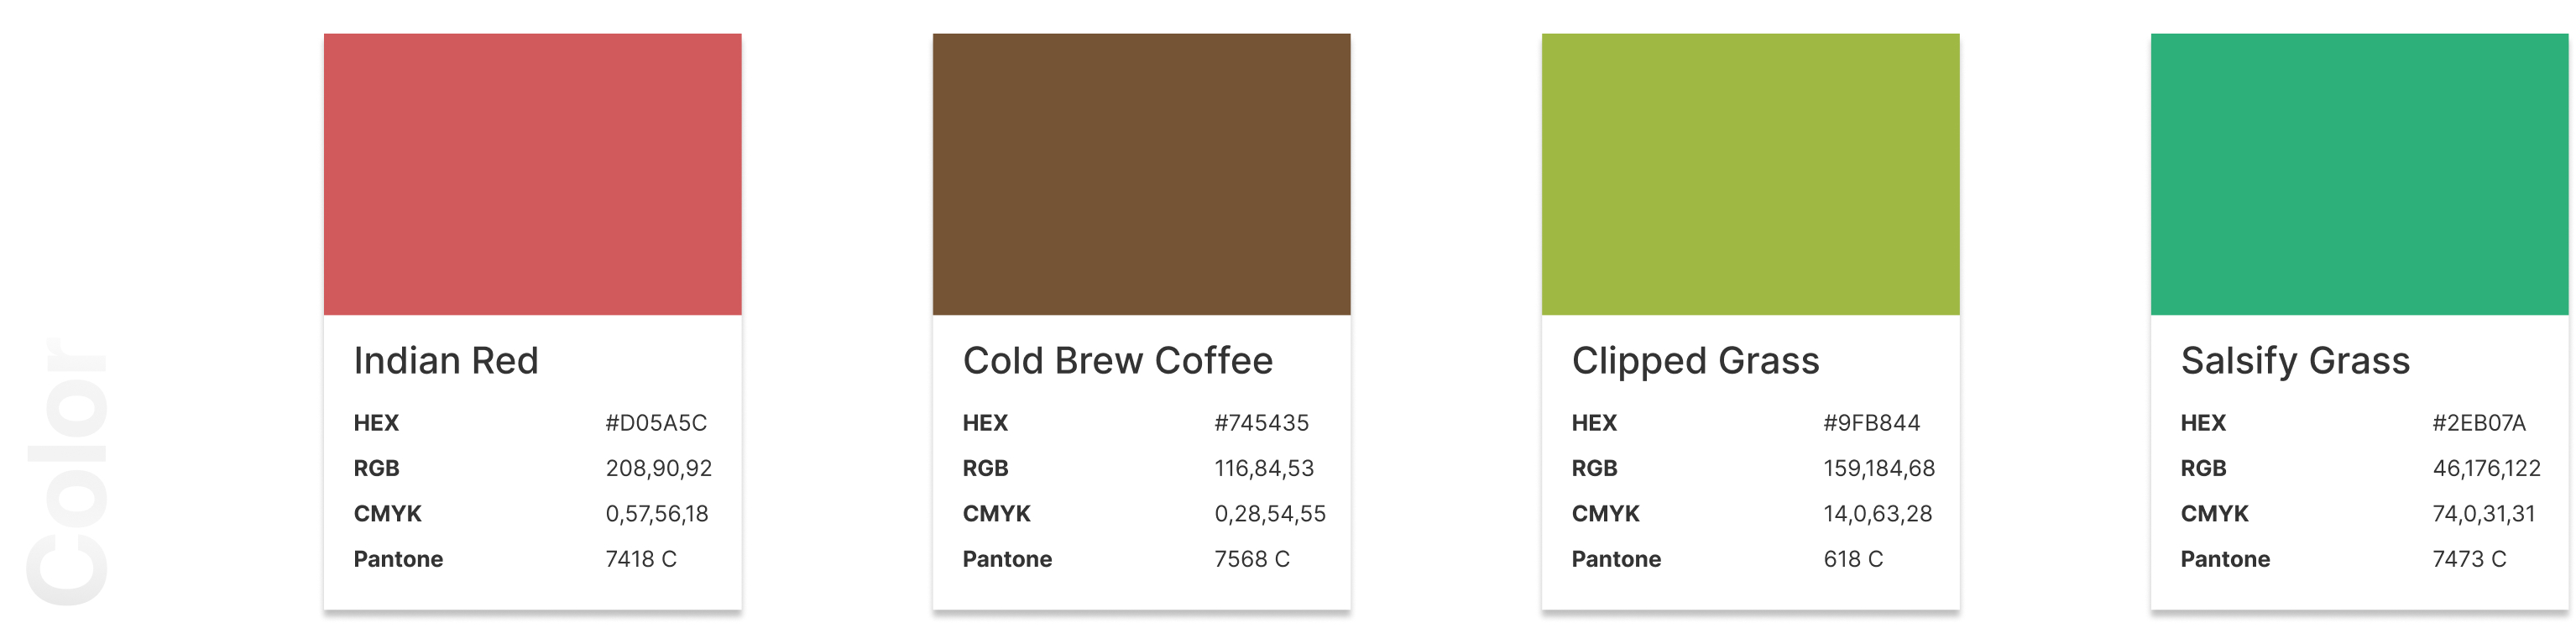 Color
Indian Red
HEX #D05A5C
RGB 208,90,92
CMYK 0,57,56,18
Pantone 7418 C
Cold Brew Coffee
HEX #745435
RGB 116,84,53
CMYK 0,28,54,55
Pantone 7568 C
Clipped Grass
HEX #9FB844
RGB 159,184,68
CMYK 14,0,63,28
Pantone 618 C
Salsify Grass
HEX #2EB07A
RGB 46,176,122
CMYK 74,0,31,31
Pantone 7473 C